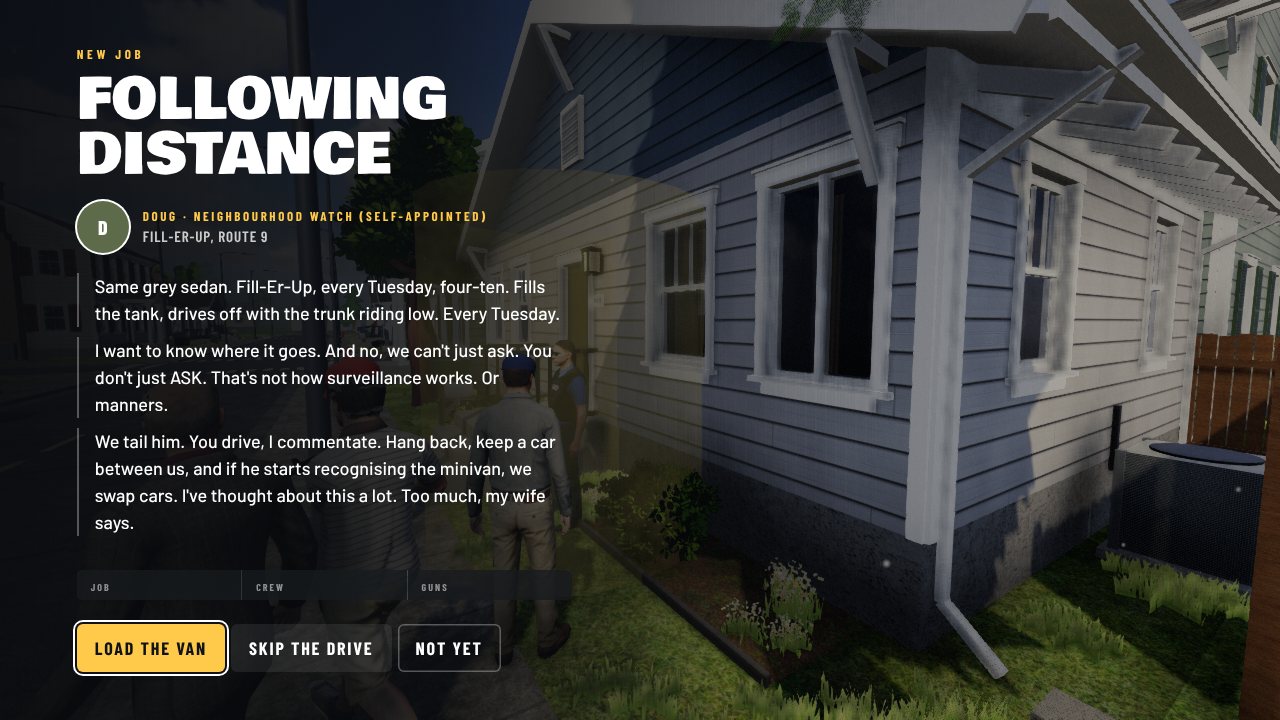 NEW JOB
FOLLOWING
DISTANCE
D
DOUG · NEIGHBOURHOOD WATCH (SELF-APPOINTED)
FILL-ER-UP, ROUTE 9
Same grey sedan. Fill-Er-Up, every Tuesday, four-ten. Fills
the tank, drives off with the trunk riding low. Every Tuesday.
I want to know where it goes. And no, we can't just ask. You
don't just ASK. That's not how surveillance works. Or
manners.
We tail him. You drive, I commentate. Hang back, keep a car
between us, and if he starts recognising the minivan, we
swap cars. I've thought about this a lot. Too much, my wife
says.
JOB
CREW
GUNS
LOAD THE VAN
SKIP THE DRIVE
NOT YET